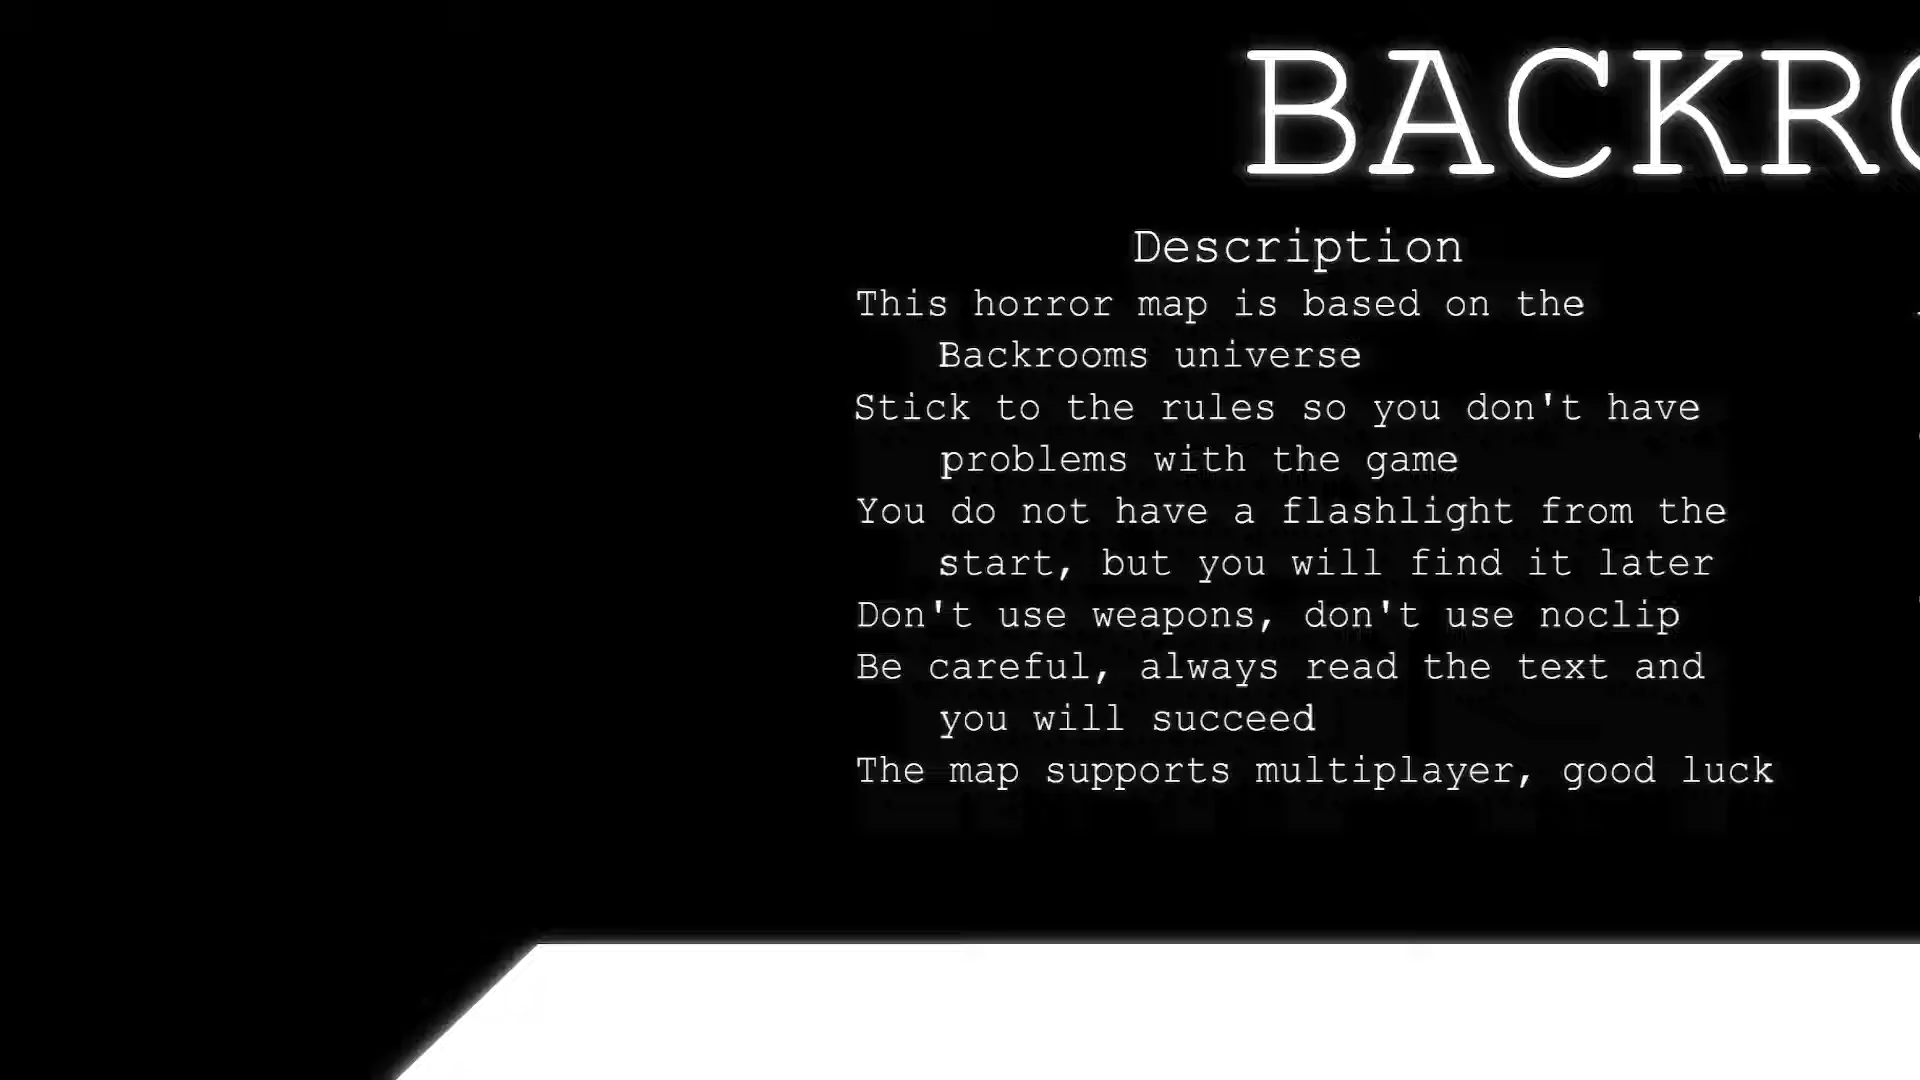 BACKRO
Description
This horror map is based on the
Backrooms universe
Stick to the rules so you don't have
problems with the game
You do not have a flashlight from the
start, but you will find it later
Don't use weapons, don't use noclip
Be careful, always read the text and
you will succeed
The map supports multiplayer, good luck